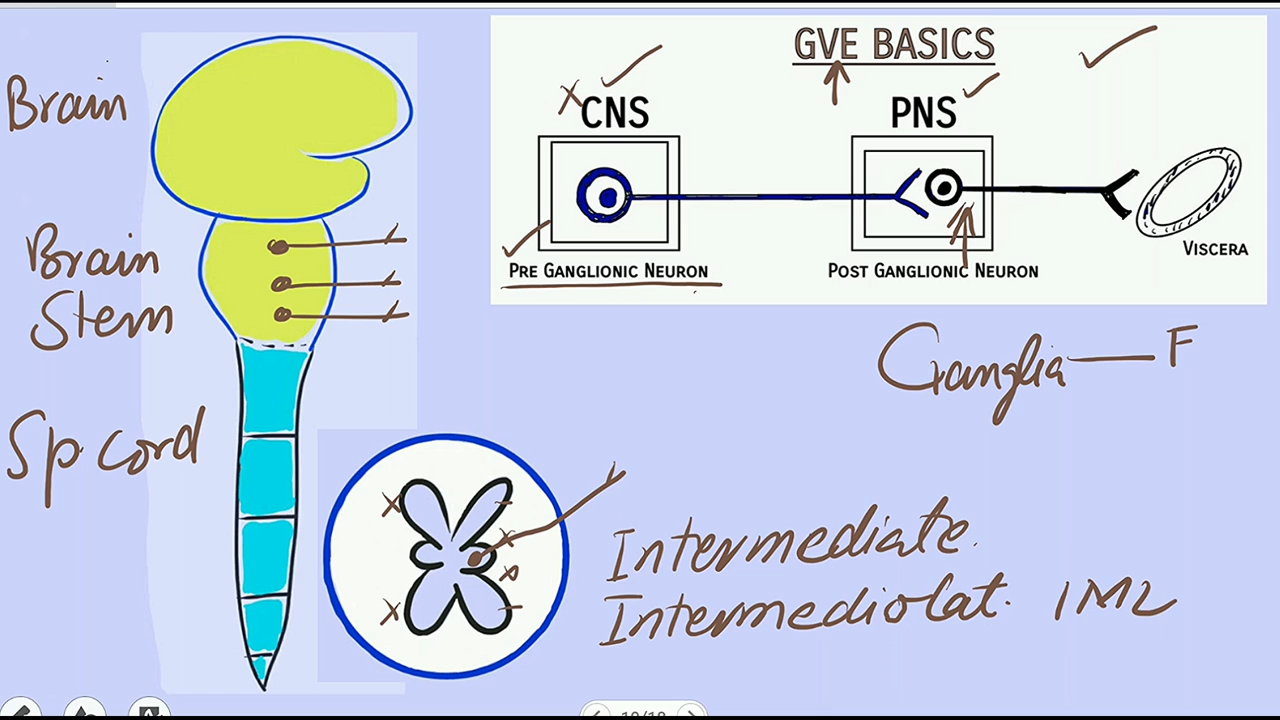 GVE BASICS
CNS
PNS
PRE GANGLIONIC NEURON
POST GANGLIONIC NEURON
VISCERA
Brain
Brain
Stem
Sp. cord
Ganglia — F
Intermediate.
Intermediolat. IML